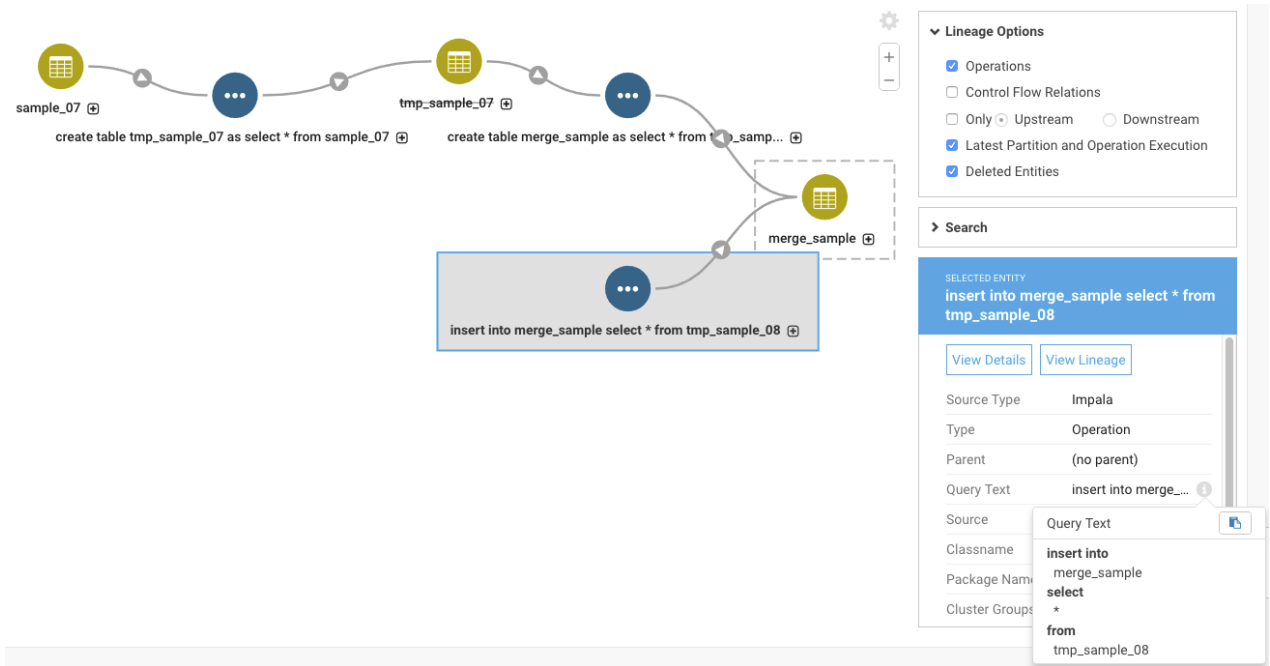 sample_07
create table tmp_sample_07 as select * from sample_07
tmp_sample_07
create table merge_sample as select * from tmp_samp...
merge_sample
insert into merge_sample select * from tmp_sample_08
Lineage Options
Operations
Control Flow Relations
Only Upstream Downstream
Latest Partition and Operation Execution
Deleted Entities
Search
SELECTED ENTITY
insert into merge_sample select * from
tmp_sample_08
View Details View Lineage
Source Type Impala
Type Operation
Parent (no parent)
Query Text insert into merge_...
Source
Classname
Package Name
Cluster Groups
Query Text
insert into
merge_sample
select
*
from
tmp_sample_08